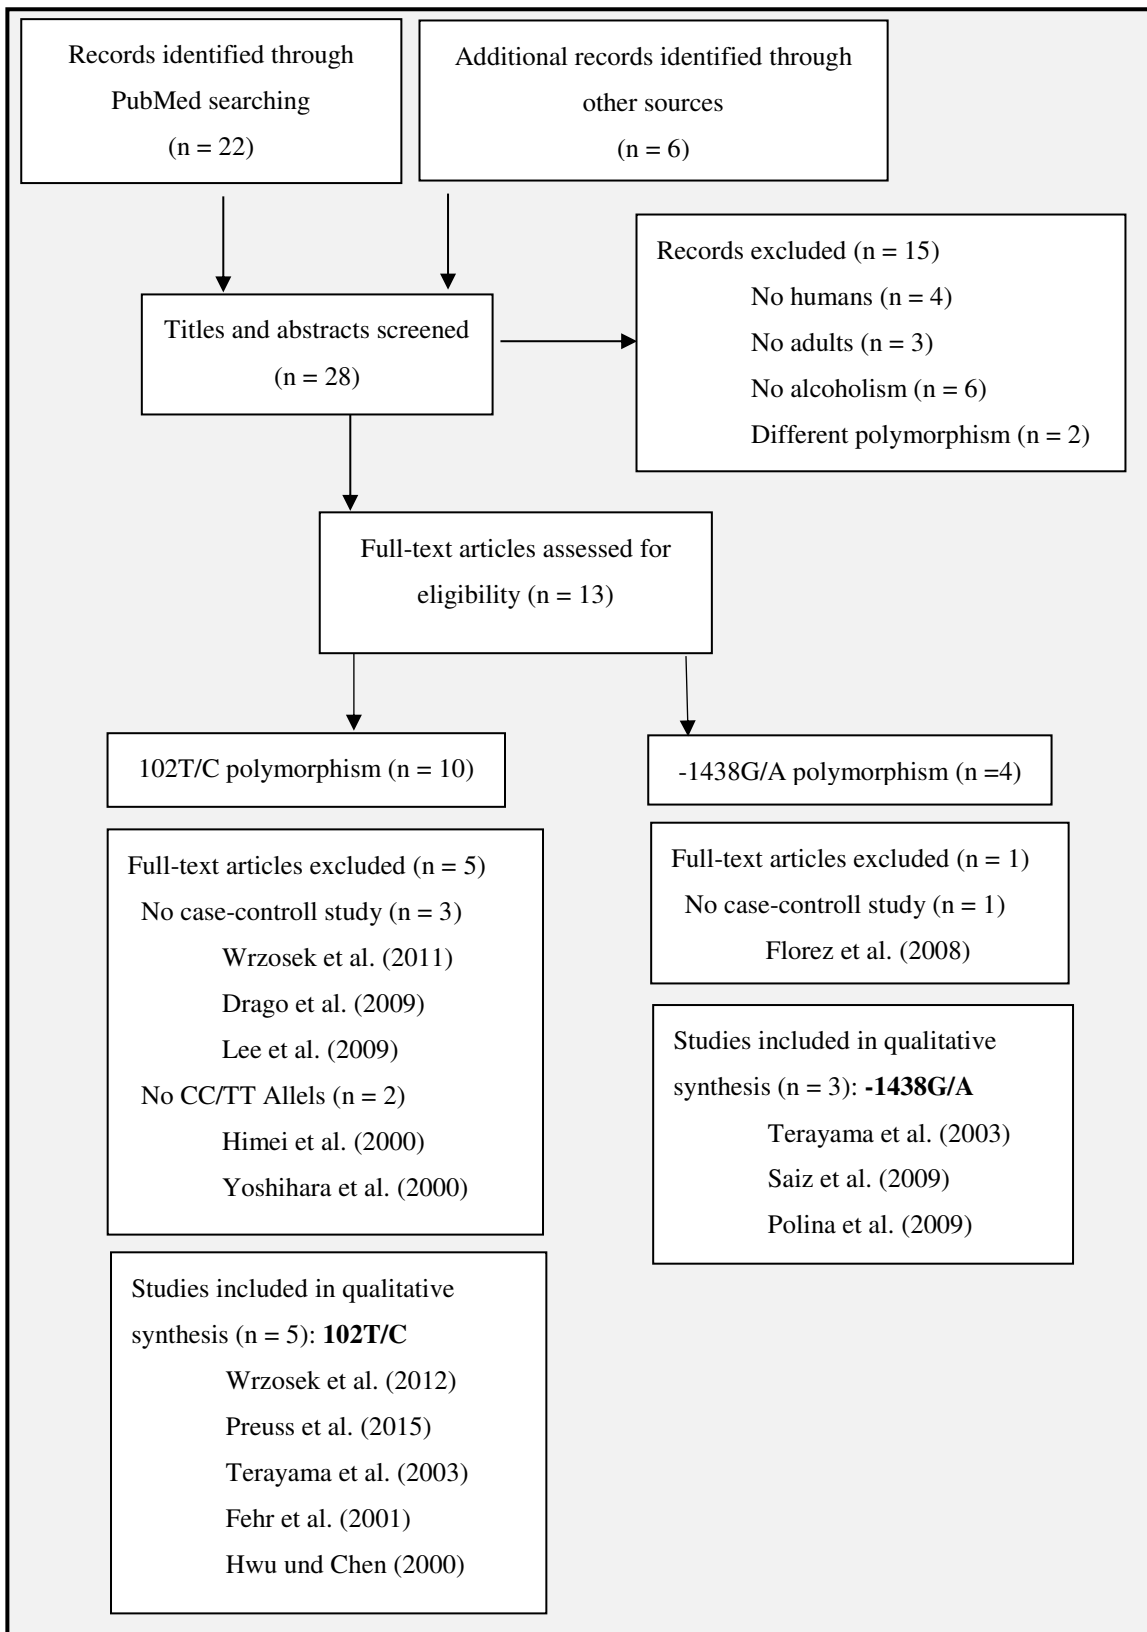 Records identified through
PubMed searching
(n = 22)
Additional records identified through
other sources
(n = 6)
Records excluded (n = 15)
No humans (n = 4)
No adults (n = 3)
No alcoholism (n = 6)
Different polymorphism (n = 2)
Titles and abstracts screened
(n = 28)
Full-text articles assessed for
eligibility (n = 13)
102T/C polymorphism (n = 10)
-1438G/A polymorphism (n =4)
Full-text articles excluded (n = 5)
No case-controll study (n = 3)
Wrzosek et al. (2011)
Drago et al. (2009)
Lee et al. (2009)
No CC/TT Allels (n = 2)
Himei et al. (2000)
Yoshihara et al. (2000)
Full-text articles excluded (n = 1)
No case-controll study (n = 1)
Florez et al. (2008)
Studies included in qualitative
synthesis (n = 3): -1438G/A
Terayama et al. (2003)
Saiz et al. (2009)
Polina et al. (2009)
Studies included in qualitative
synthesis (n = 5): 102T/C
Wrzosek et al. (2012)
Preuss et al. (2015)
Terayama et al. (2003)
Fehr et al. (2001)
Hwu und Chen (2000)